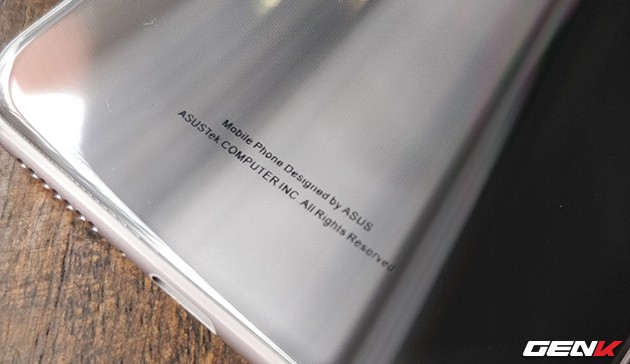 Mobile Phone Designed by ASUS
ASUSTek COMPUTER INC All Rights Reserved
GENK